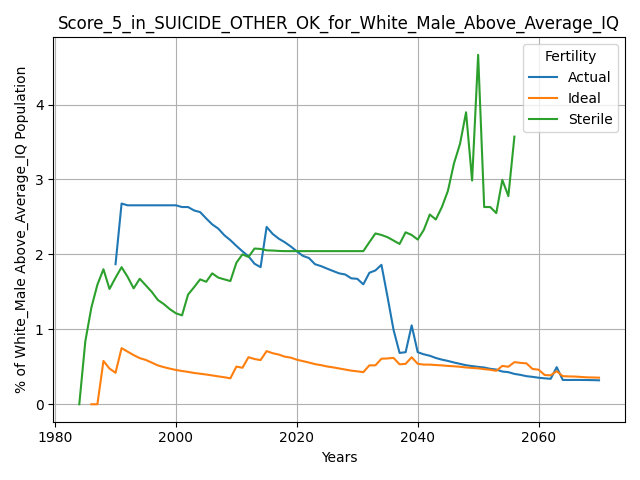 Score_5_in_SUICIDE_OTHER_OK_for_White_Male_Above_Average_IQ
% of White_Male Above_Average_IQ Population
Fertility
Actual
Ideal
Sterile
4
3
2
1
0
1980 2000 2020 2040 2060
Years